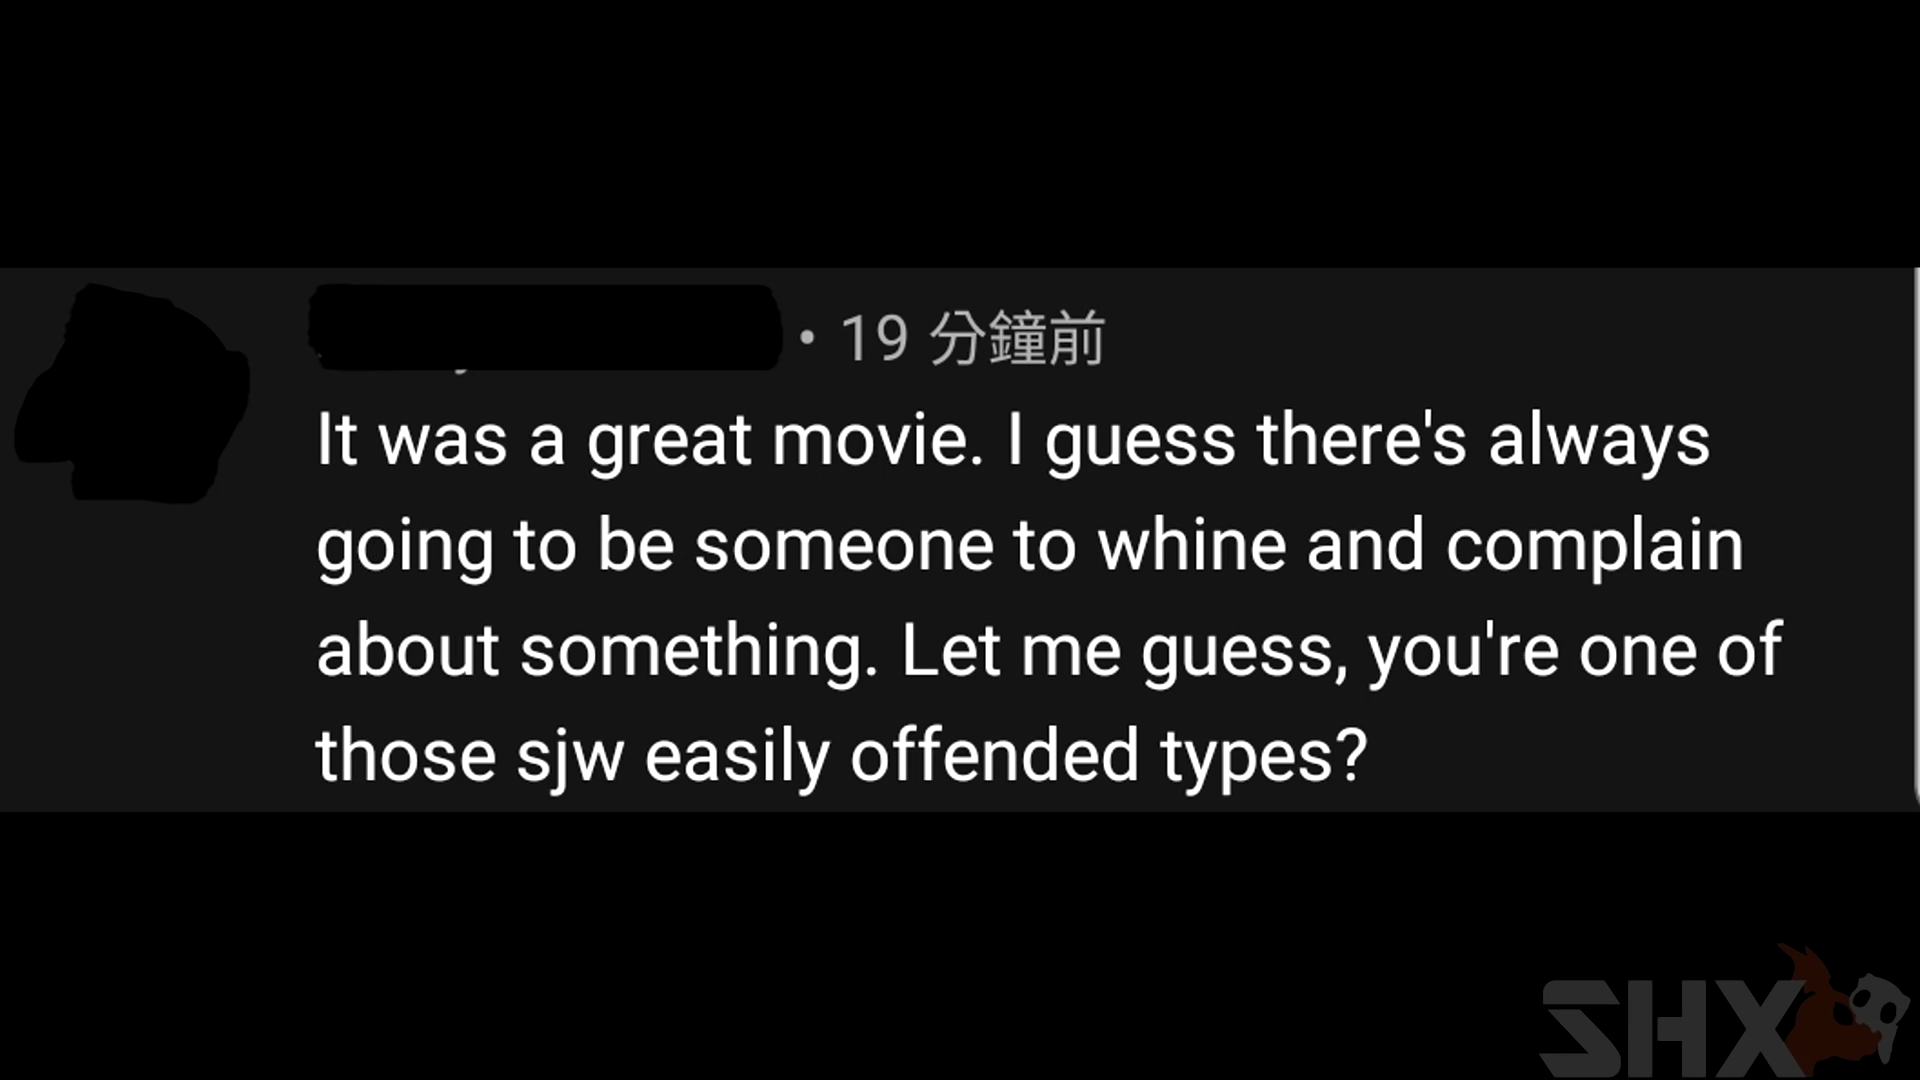 • 19 分鐘前
It was a great movie. I guess there's always
going to be someone to whine and complain
about something. Let me guess, you're one of
those sjw easily offended types?
SHX